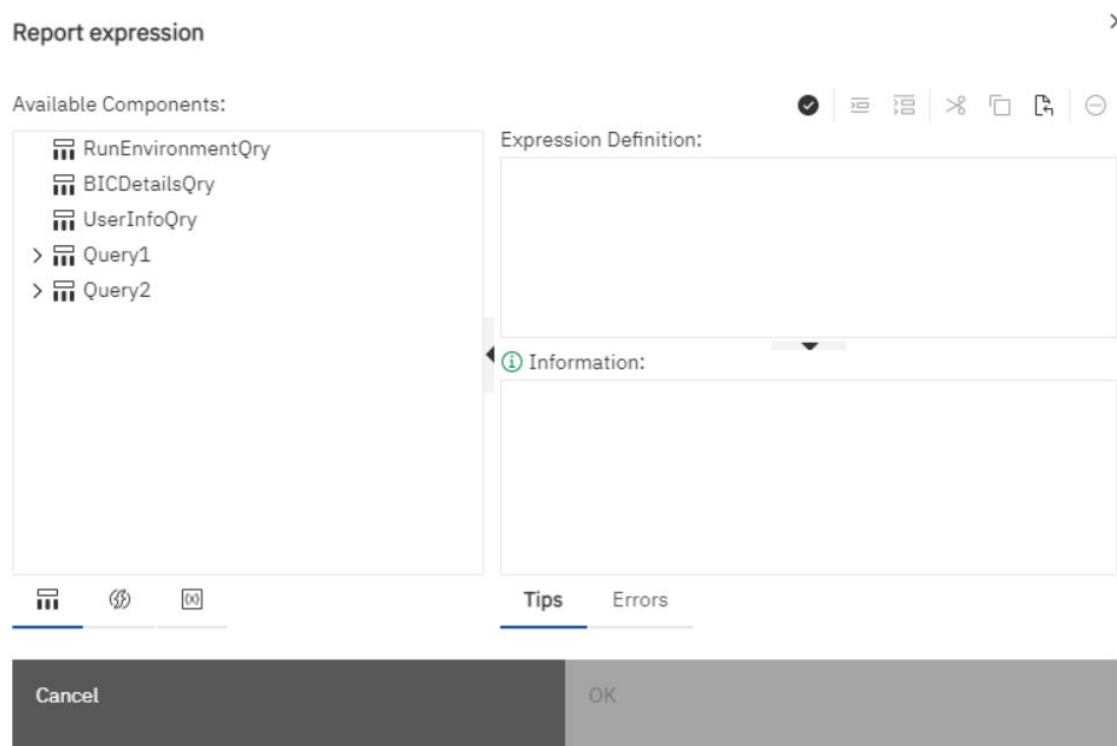 Report expression
Available Components:
RunEnvironmentQry
BICDetailsQry
UserInfoQry
Query1
Query2
Expression Definition:
Information:
Tips
Errors
Cancel
OK